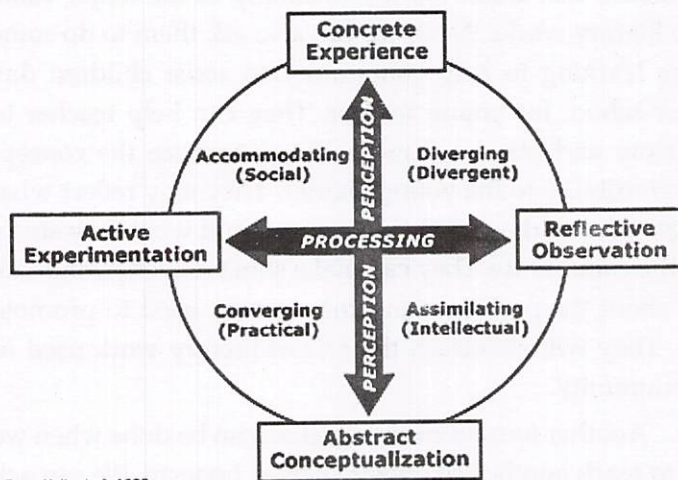 Concrete
Experience
Accommodating
(Social)
PERCEPTION
Diverging
(Divergent)
Active
Experimentation
PROCESSING
Reflective
Observation
Converging
(Practical)
PERCEPTION
Assimilating
(Intellectual)
Abstract
Conceptualization